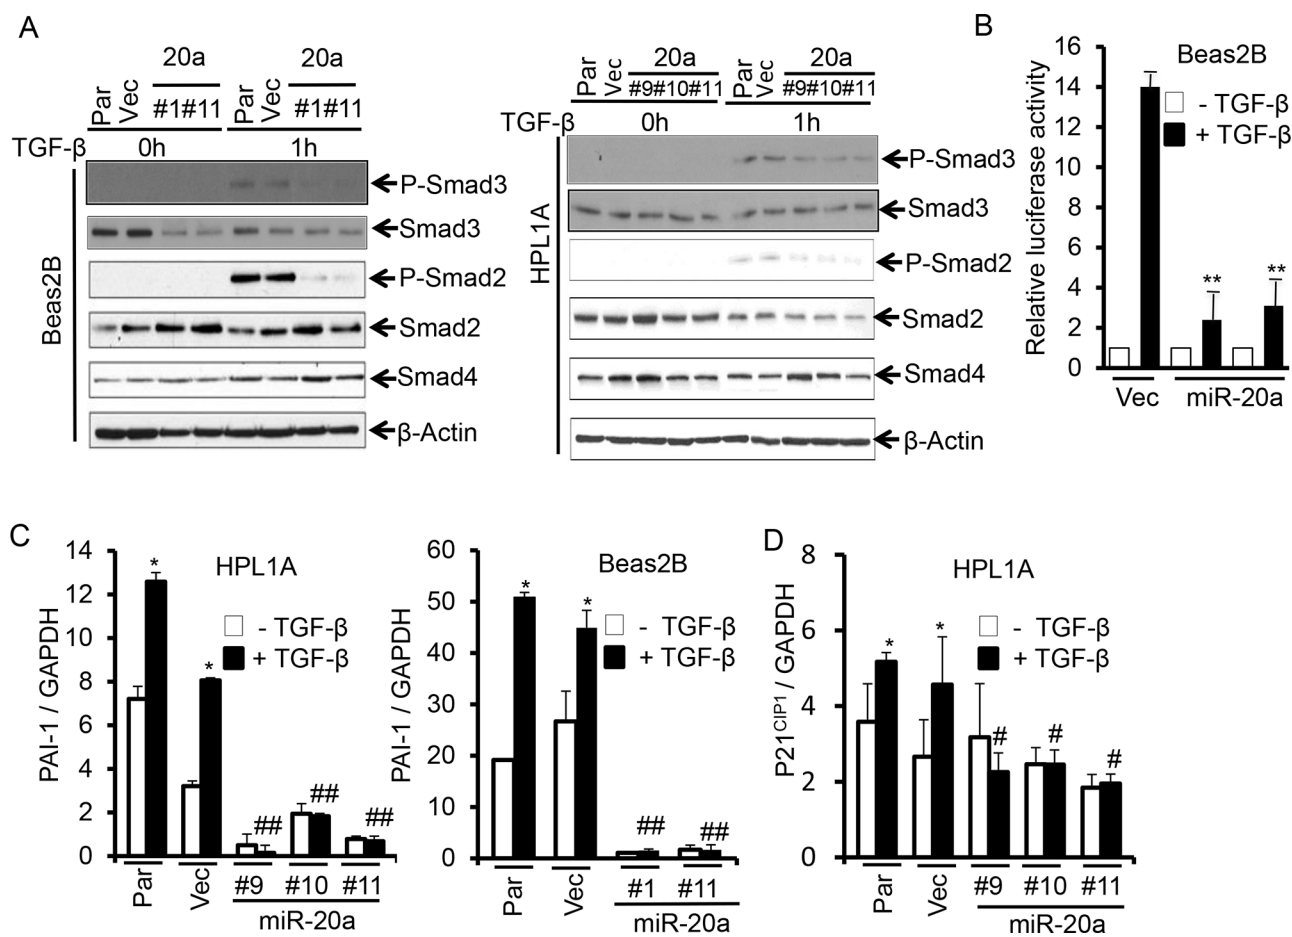 A
20a
20a
Par
Vec
#1#11
Par
Vec
#1#11
TGF-β
0h
1h
Beas2B
P-Smad3
Smad3
P-Smad2
Smad2
Smad4
β-Actin
20a
20a
Par
Vec
#9#10#11
Par
Vec
#9#10#11
TGF-β
0h
1h
HPL1A
P-Smad3
Smad3
P-Smad2
Smad2
Smad4
β-Actin
B
Relative luciferase activity
16
14
12
10
8
6
4
2
0
Beas2B
- TGF-β
+ TGF-β
**
**
Vec
miR-20a
C
PAI-1 / GAPDH
14
12
10
8
6
4
2
0
HPL1A
- TGF-β
+ TGF-β
*
*
##
##
##
Par
Vec
#9
#10
#11
miR-20a
PAI-1 / GAPDH
60
50
40
30
20
10
0
Beas2B
- TGF-β
+ TGF-β
*
*
##
##
Par
Vec
#1
#11
miR-20a
D
P21CIP1 / GAPDH
8
6
4
2
0
HPL1A
- TGF-β
+ TGF-β
*
*
#
#
#
Par
Vec
#9
#10
#11
miR-20a